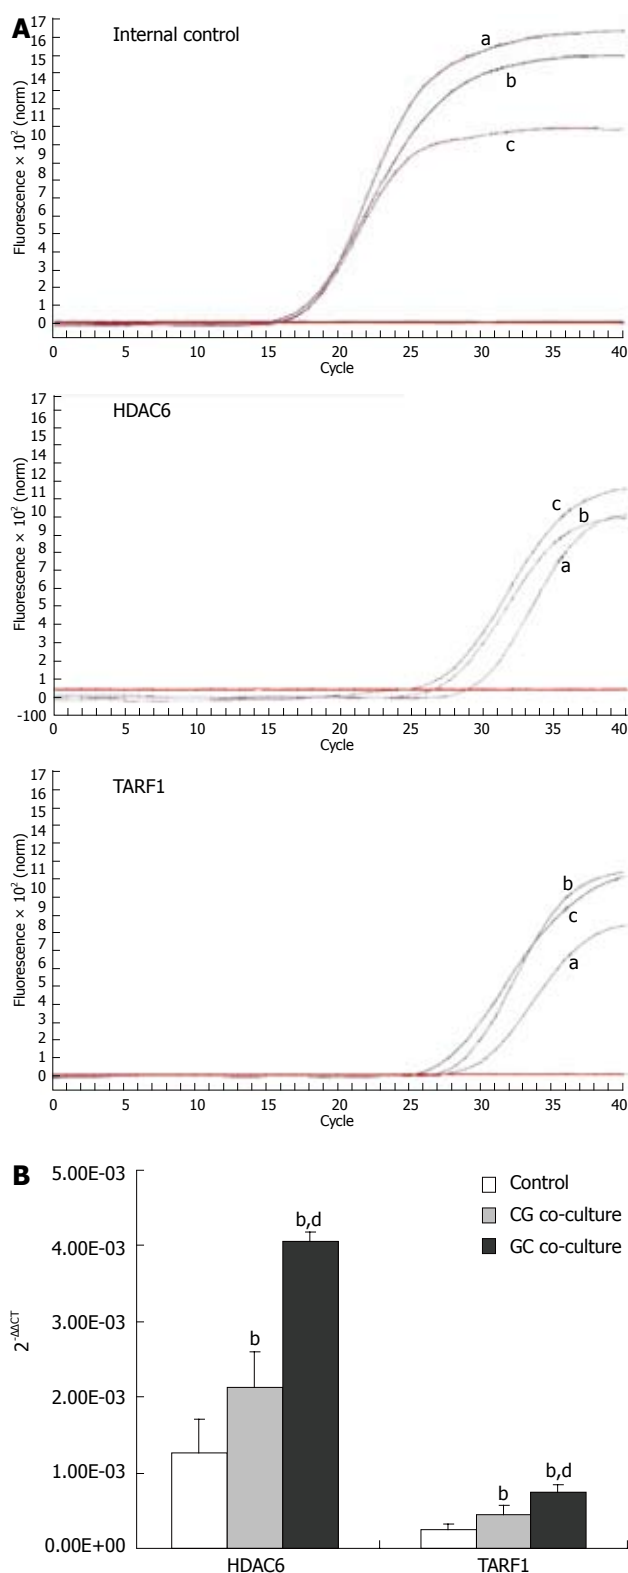 A
Internal control
Fluorescence × 10² (norm)
17
16
15
14
13
12
11
10
9
8
7
6
5
4
3
2
1
0
a
b
c
0 5 10 15 20 25 30 35 40
Cycle
HDAC6
Fluorescence × 10² (norm)
17
16
15
14
13
12
11
10
9
8
7
6
5
4
3
2
1
0
-100
c
b
a
0 5 10 15 20 25 30 35 40
Cycle
TARF1
Fluorescence × 10² (norm)
17
16
15
14
13
12
11
10
9
8
7
6
5
4
3
2
1
0
b
c
a
0 5 10 15 20 25 30 35 40
Cycle
B
2^-ΔΔCT
5.00E-03
4.00E-03
3.00E-03
2.00E-03
1.00E-03
0.00E+00
Control
CG co-culture
GC co-culture
b
b,d
b
b,d
HDAC6 TARF1